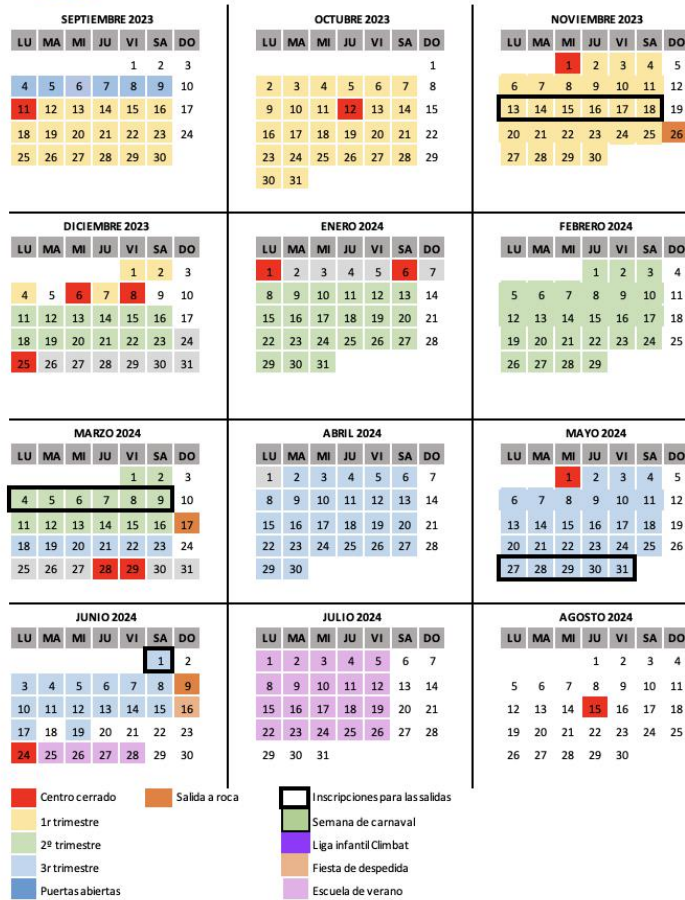 SEPTIEMBRE 2023
LU MA MI JU VI SA DO
1 2 3
4 5 6 7 8 9 10
11 12 13 14 15 16 17
18 19 20 21 22 23 24
25 26 27 28 29 30
OCTUBRE 2023
LU MA MI JU VI SA DO
1
2 3 4 5 6 7 8
9 10 11 12 13 14 15
16 17 18 19 20 21 22
23 24 25 26 27 28 29
30 31
NOVIEMBRE 2023
LU MA MI JU VI SA DO
1 2 3 4 5
6 7 8 9 10 11 12
13 14 15 16 17 18 19
20 21 22 23 24 25 26
27 28 29 30
DICIEMBRE 2023
LU MA MI JU VI SA DO
1 2 3
4 5 6 7 8 9 10
11 12 13 14 15 16 17
18 19 20 21 22 23 24
25 26 27 28 29 30 31
ENERO 2024
LU MA MI JU VI SA DO
1 2 3 4 5 6 7
8 9 10 11 12 13 14
15 16 17 18 19 20 21
22 23 24 25 26 27 28
29 30 31
FEBRERO 2024
LU MA MI JU VI SA DO
1 2 3 4
5 6 7 8 9 10 11
12 13 14 15 16 17 18
19 20 21 22 23 24 25
26 27 28 29
MARZO 2024
LU MA MI JU VI SA DO
1 2 3
4 5 6 7 8 9 10
11 12 13 14 15 16 17
18 19 20 21 22 23 24
25 26 27 28 29 30 31
ABRIL 2024
LU MA MI JU VI SA DO
1 2 3 4 5 6 7
8 9 10 11 12 13 14
15 16 17 18 19 20 21
22 23 24 25 26 27 28
29 30
MAYO 2024
LU MA MI JU VI SA DO
1 2 3 4 5
6 7 8 9 10 11 12
13 14 15 16 17 18 19
20 21 22 23 24 25 26
27 28 29 30 31
JUNIO 2024
LU MA MI JU VI SA DO
1 2
3 4 5 6 7 8 9
10 11 12 13 14 15 16
17 18 19 20 21 22 23
24 25 26 27 28 29 30
JULIO 2024
LU MA MI JU VI SA DO
1 2 3 4 5 6 7
8 9 10 11 12 13 14
15 16 17 18 19 20 21
22 23 24 25 26 27 28
29 30 31
AGOSTO 2024
LU MA MI JU VI SA DO
1 2 3 4
5 6 7 8 9 10 11
12 13 14 15 16 17 18
19 20 21 22 23 24 25
26 27 28 29 30
Centro cerrado
1r trimestre
2º trimestre
3r trimestre
Puertas abiertas
Salida a roca
Inscripciones para las salidas
Semana de carnaval
Liga infantil Climbat
Fiesta de despedida
Escuela de verano